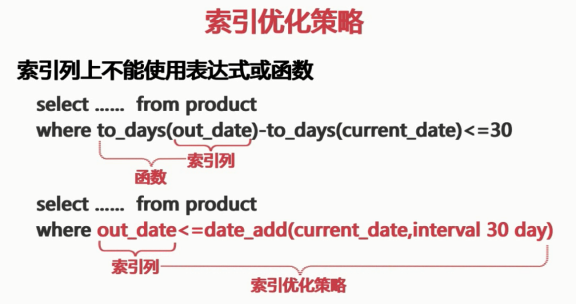 索引优化策略
索引列上不能使用表达式或函数
select ...... from product
where to_days(out_date)-to_days(current_date)<=30
索引列
函数
select ...... from product
where out_date<=date_add(current_date,interval 30 day)
索引列
索引优化策略